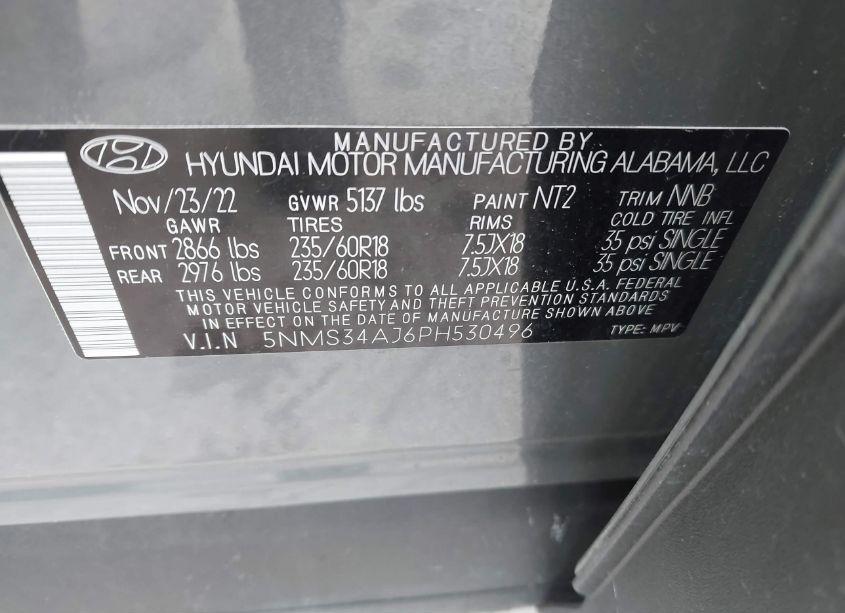 MANUFACTURED BY
HYUNDAI MOTOR MANUFACTURING ALABAMA, LLC
Nov/23/22 GVWR 5137 lbs PAINT NT2 TRIM NNB
GAWR TIRES RIMS COLD TIRE INFL
FRONT 2866 lbs 235/60R18 7.5JX18 35 psi SINGLE
REAR 2976 lbs 235/60R18 7.5JX18 35 psi SINGLE
THIS VEHICLE CONFORMS TO ALL APPLICABLE U.S.A. FEDERAL
MOTOR VEHICLE SAFETY AND THEFT PREVENTION STANDARDS
IN EFFECT ON THE DATE OF MANUFACTURE SHOWN ABOVE
V.I.N 5NMS34AJ6PH530496 TYPE: MPV